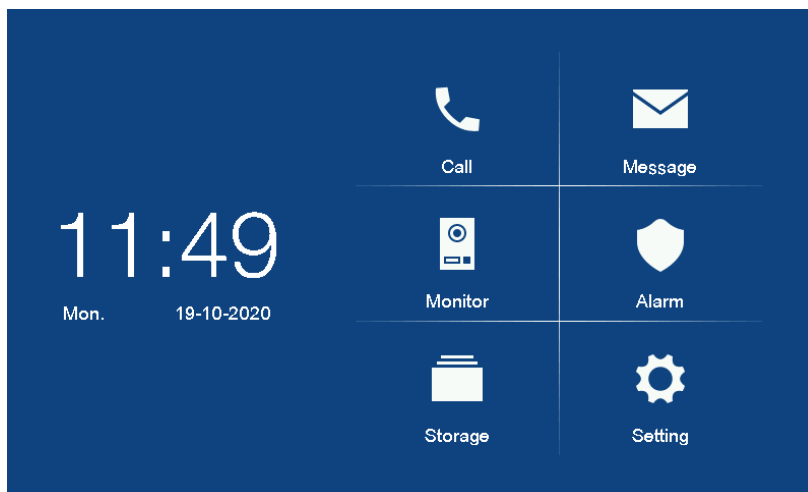 Call
Message
11:49
Monitor
Alarm
Mon.
19-10-2020
Storage
Setting